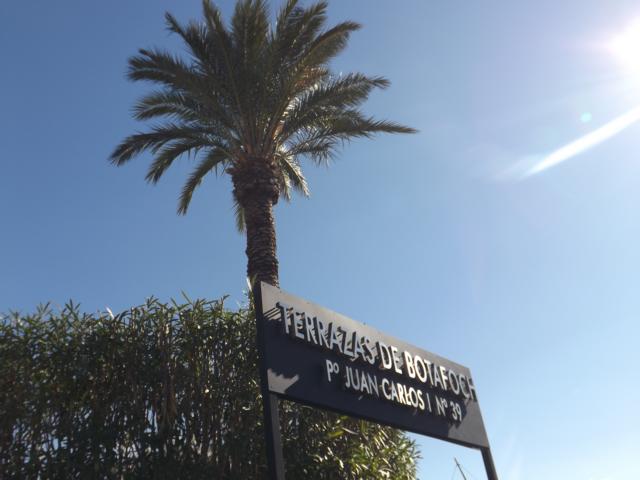 TERRAZAS DE BOTAFOCH
Pº JUAN CARLOS I Nº 39